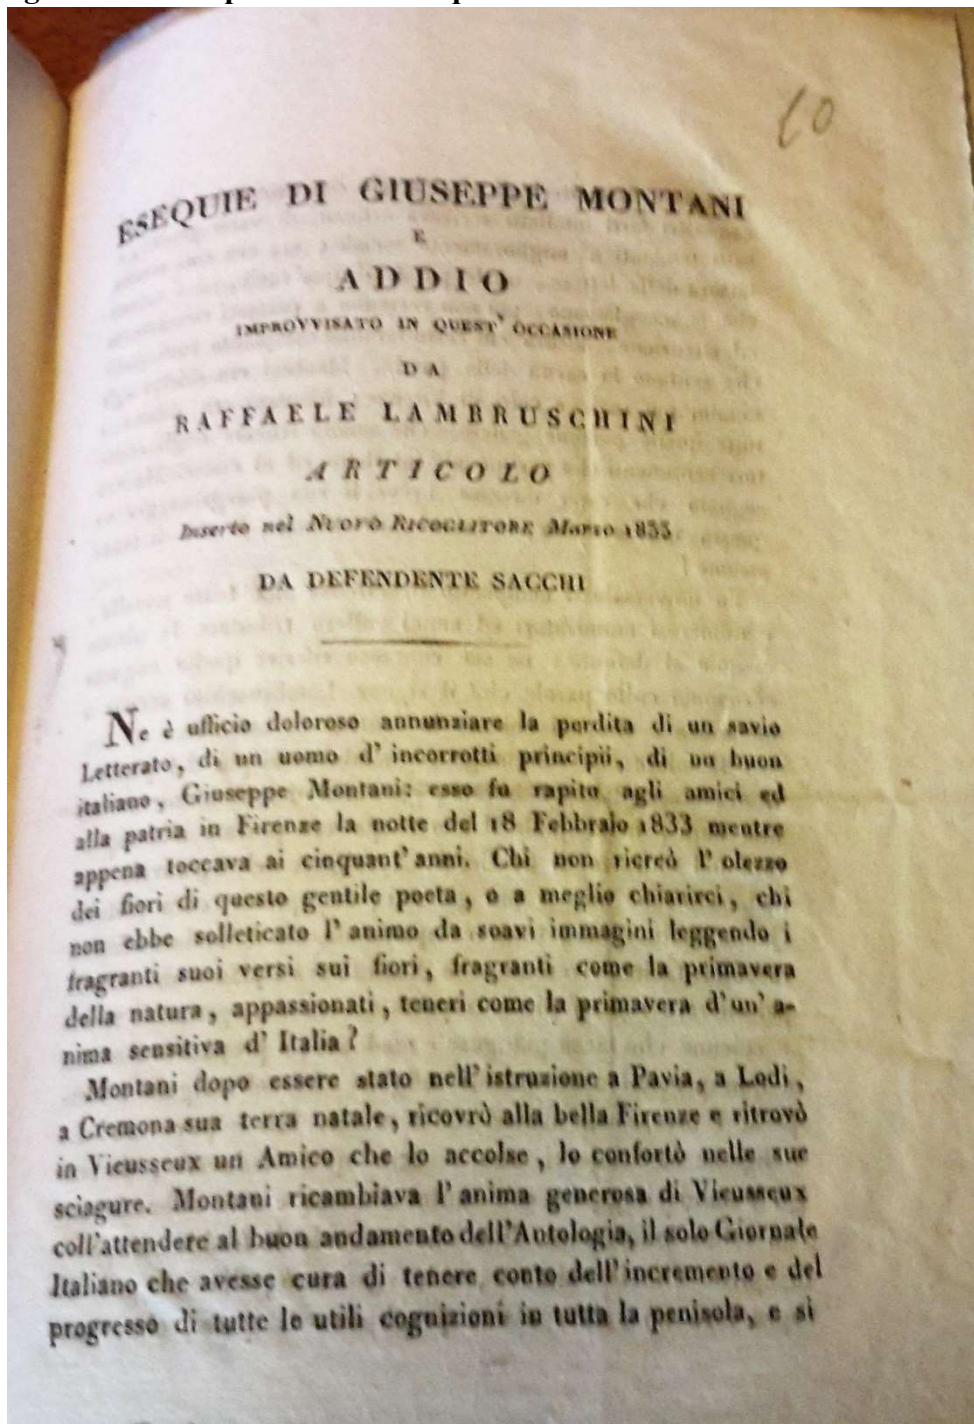 10
ESEQUIE DI GIUSEPPE MONTANI
E
ADDIO
IMPROVVISATO IN QUEST' OCCASIONE
DA
RAFFAELE LAMBRUSCHINI
ARTICOLO
Inserto nel NUOVO RICOGLITORE Marzo 1833
DA DEFENDENTE SACCHI
Ne è ufficio doloroso annunziare la perdita di un savio
Letterato, di un uomo d' incorrotti principii, di un buon
italiano, Giuseppe Montani: esso fu rapito agli amici ed
alla patria in Firenze la notte del 18 Febbraio 1833 mentre
appena toccava ai cinquant' anni. Chi non ricreò l' olezzo
dei fiori di questo gentile poeta, o a meglio chiarirci, chi
non ebbe solleticato l' animo da soavi immagini leggendo i
fragranti suoi versi sui fiori, fragranti come la primavera
della natura, appassionati, teneri come la primavera d' un' a-
nima sensitiva d' Italia?
Montani dopo essere stato nell' istruzione a Pavia, a Lodi,
a Cremona sua terra natale, ricovrò alla bella Firenze e ritrovò
in Vieusseux un Amico che lo accolse, lo confortò nelle sue
sciagure. Montani ricambiava l' anima generosa di Vieusseux
coll'attendere al buon andamento dell'Antologia, il solo Giornale
Italiano che avesse cura di tenere conto dell' incremento e del
progresso di tutte le utili cognizioni in tutta la penisola, e si